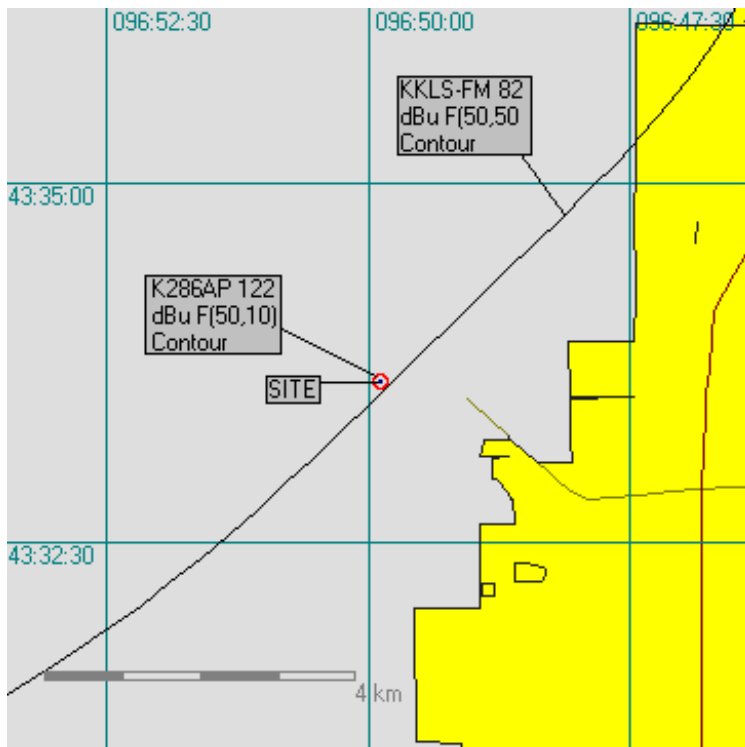 096:52:30
096:50:00
096:47:30
KKLS-FM 82
dBu F(50,50
Contour
43:35:00
K286AP 122
dBu F(50,10)
Contour
SITE
43:32:30
4 km